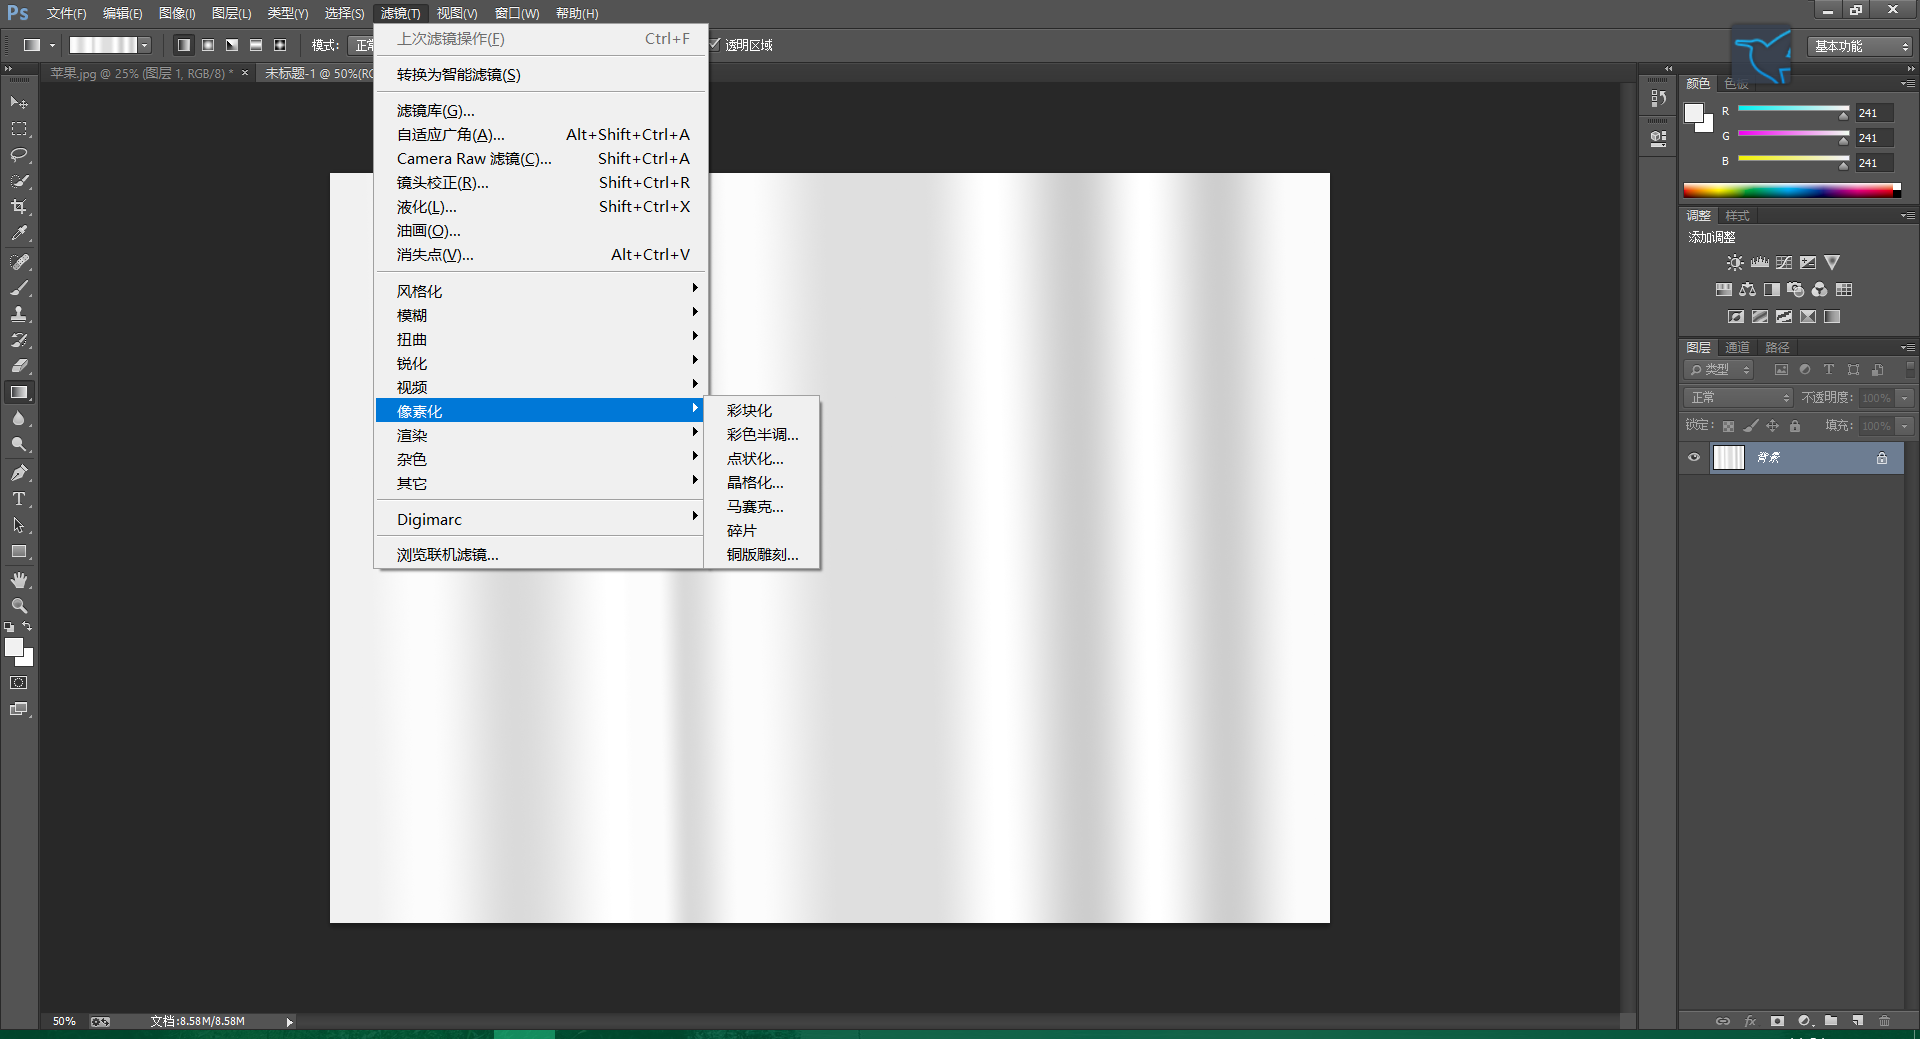 Ps 文件(F) 编辑(E) 图像(I) 图层(L) 类型(Y) 选择(S) 滤镜(T) 视图(V) 窗口(W) 帮助(H)
模式: 正常 透明区域 基本功能
苹果.jpg @ 25% (图层 1, RGB/8) * × 未标题-1 @ 50%(RG
上次滤镜操作(F) Ctrl+F
转换为智能滤镜(S)
滤镜库(G)...
自适应广角(A)... Alt+Shift+Ctrl+A
Camera Raw 滤镜(C)... Shift+Ctrl+A
镜头校正(R)... Shift+Ctrl+R
液化(L)... Shift+Ctrl+X
油画(O)...
消失点(V)... Alt+Ctrl+V
风格化
模糊
扭曲
锐化
视频
像素化
渲染
杂色
其它
Digimarc
浏览联机滤镜...
彩块化
彩色半调...
点状化...
晶格化...
马赛克...
碎片
铜版雕刻...
颜色 色板
R 241
G 241
B 241
调整 样式
添加调整
图层 通道 路径
类型
正常 不透明度: 100%
锁定: 填充: 100%
背景
50% 文档:8.58M/8.58M